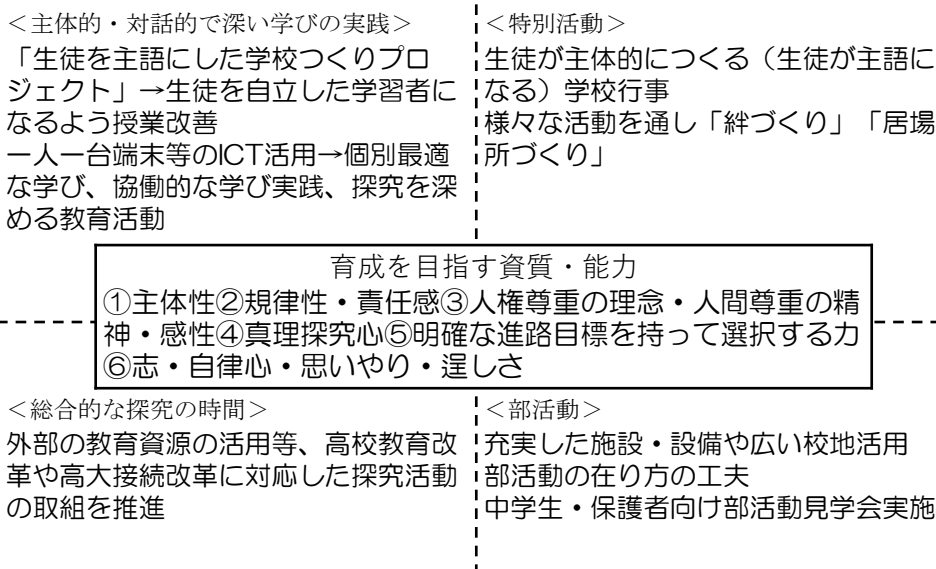 ＜主体的・対話的で深い学びの実践＞
「生徒を主語にした学校つくりプロ
ジェクト」→生徒を自立した学習者に
なるよう授業改善
一人一台端末等のICT活用→個別最適
な学び、協働的な学び実践、探究を深
める教育活動
＜特別活動＞
生徒が主体的につくる（生徒が主語に
なる）学校行事
様々な活動を通し「絆づくり」「居場
所づくり」
育成を目指す資質・能力
①主体性②規律性・責任感③人権尊重の理念・人間尊重の精
神・感性④真理探究心⑤明確な進路目標を持って選択する力
⑥志・自律心・思いやり・逞しさ
＜総合的な探究の時間＞
外部の教育資源の活用等、高校教育改
革や高大接続改革に対応した探究活動
の取組を推進
＜部活動＞
充実した施設・設備や広い校地活用
部活動の在り方の工夫
中学生・保護者向け部活動見学会実施